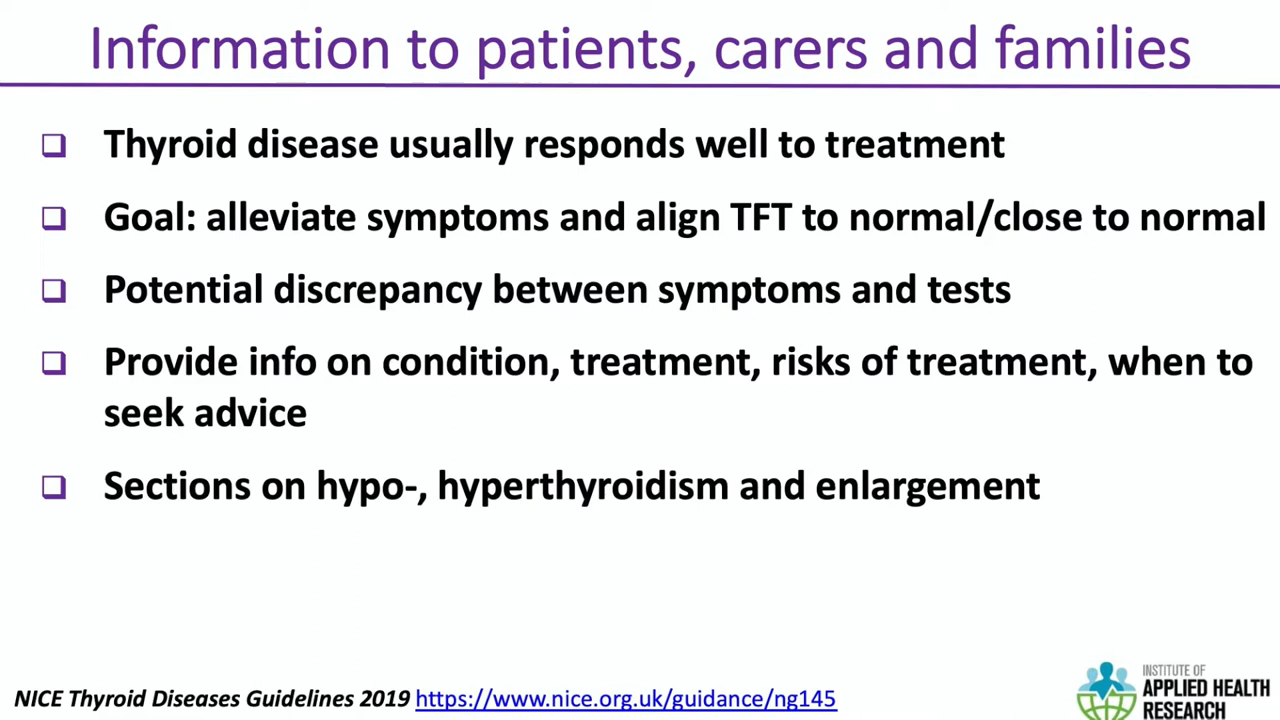 Information to patients, carers and families
Thyroid disease usually responds well to treatment
Goal: alleviate symptoms and align TFT to normal/close to normal
Potential discrepancy between symptoms and tests
Provide info on condition, treatment, risks of treatment, when to
seek advice
Sections on hypo-, hyperthyroidism and enlargement
NICE Thyroid Diseases Guidelines 2019 https://www.nice.org.uk/guidance/ng145
INSTITUTE OF
APPLIED HEALTH
RESEARCH